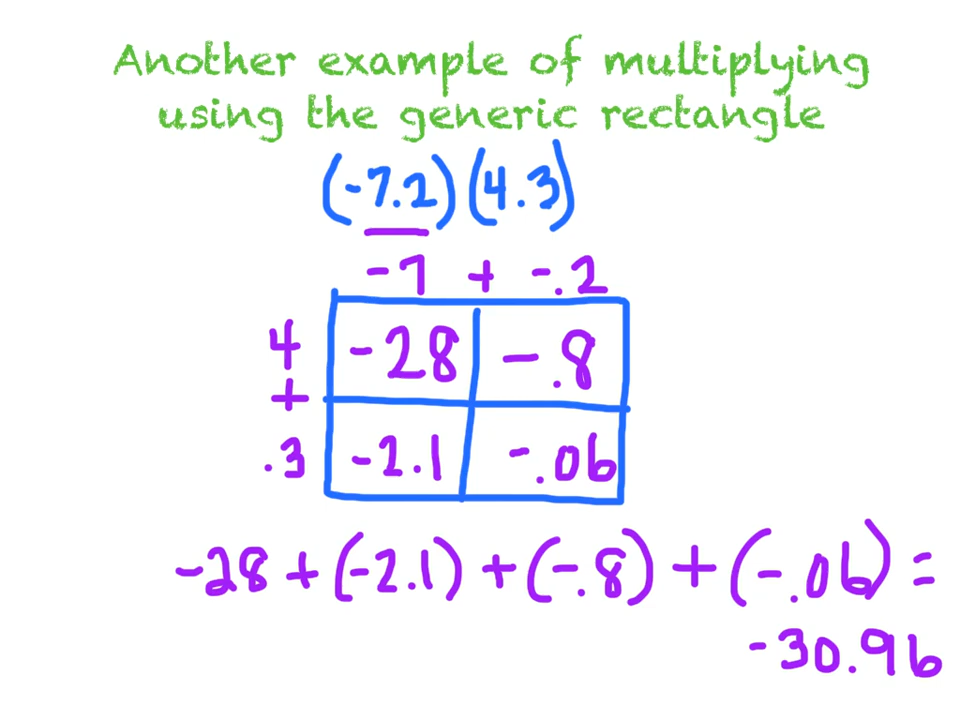 Another example of multiplying
using the generic rectangle
(-7.2)(4.3)
-7 + -.2
4 -28 -.8
+
.3 -2.1 -.06
-28 + (-2.1) + (-.8) + (-.06) =
-30.96